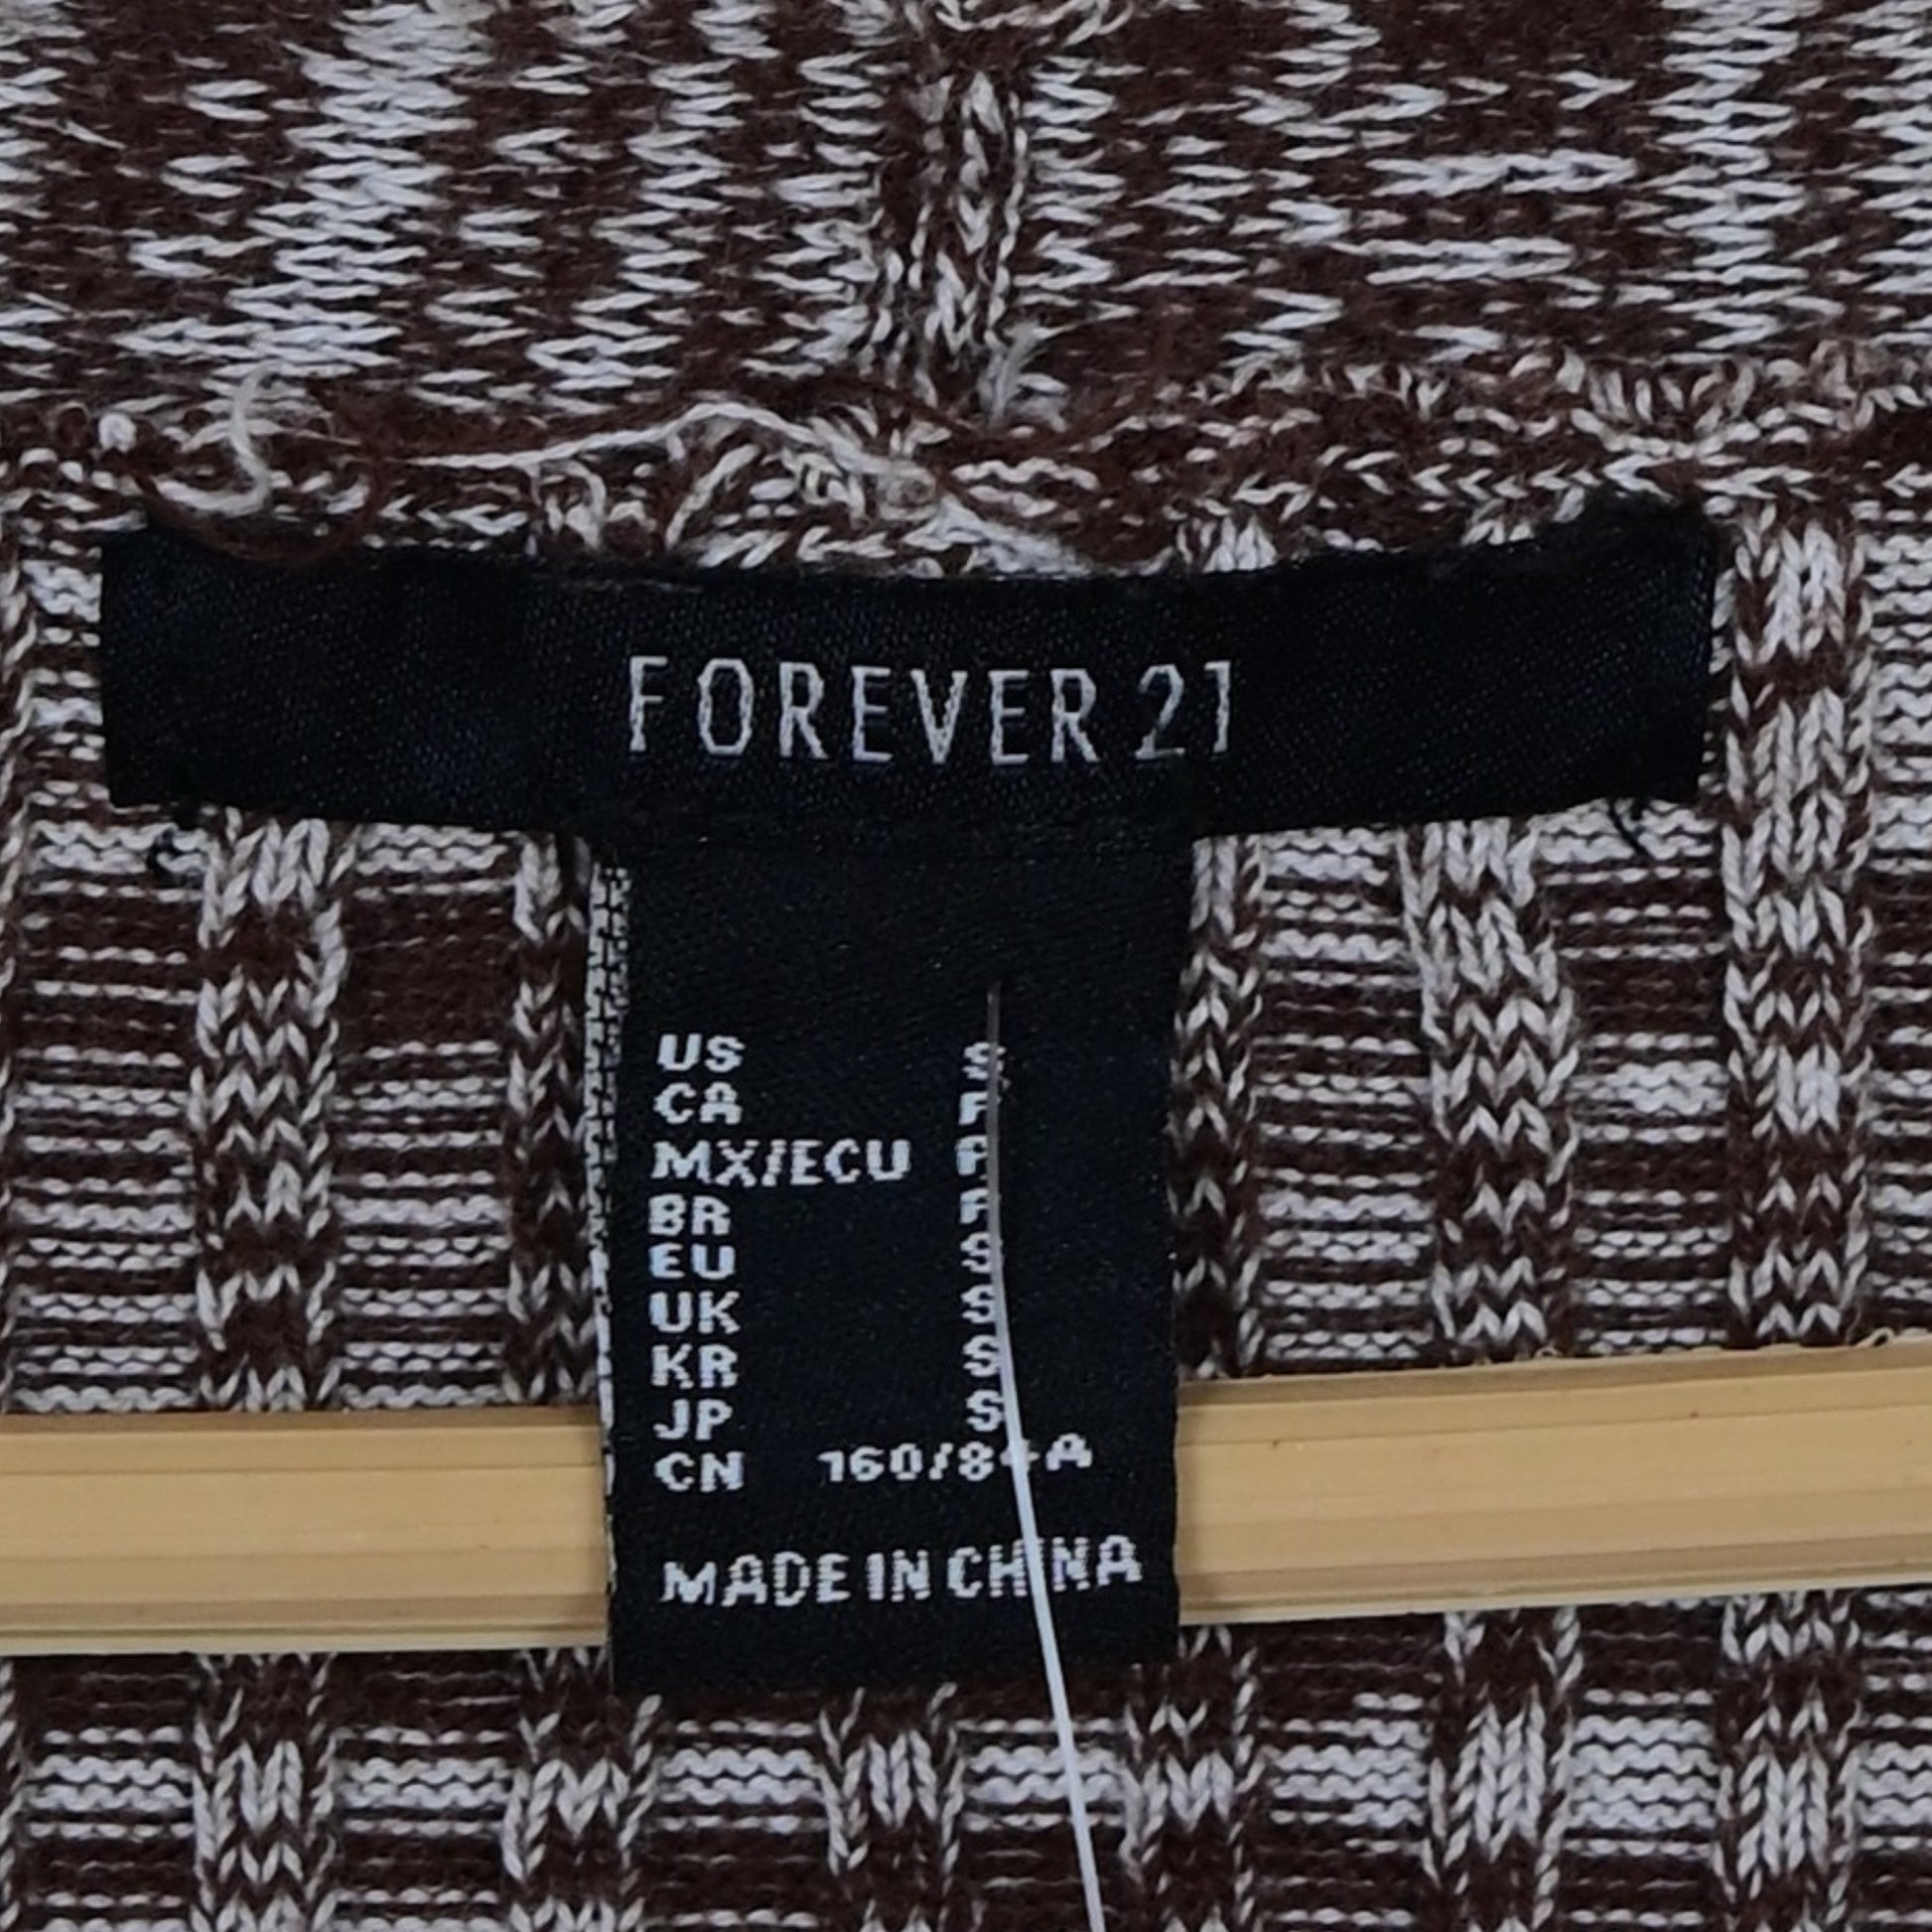 FOREVER 21
US S
CA P
MX/ECU P
BR P
EU S
UK S
KR S
JP S
CN 160/84A
MADE IN CHINA